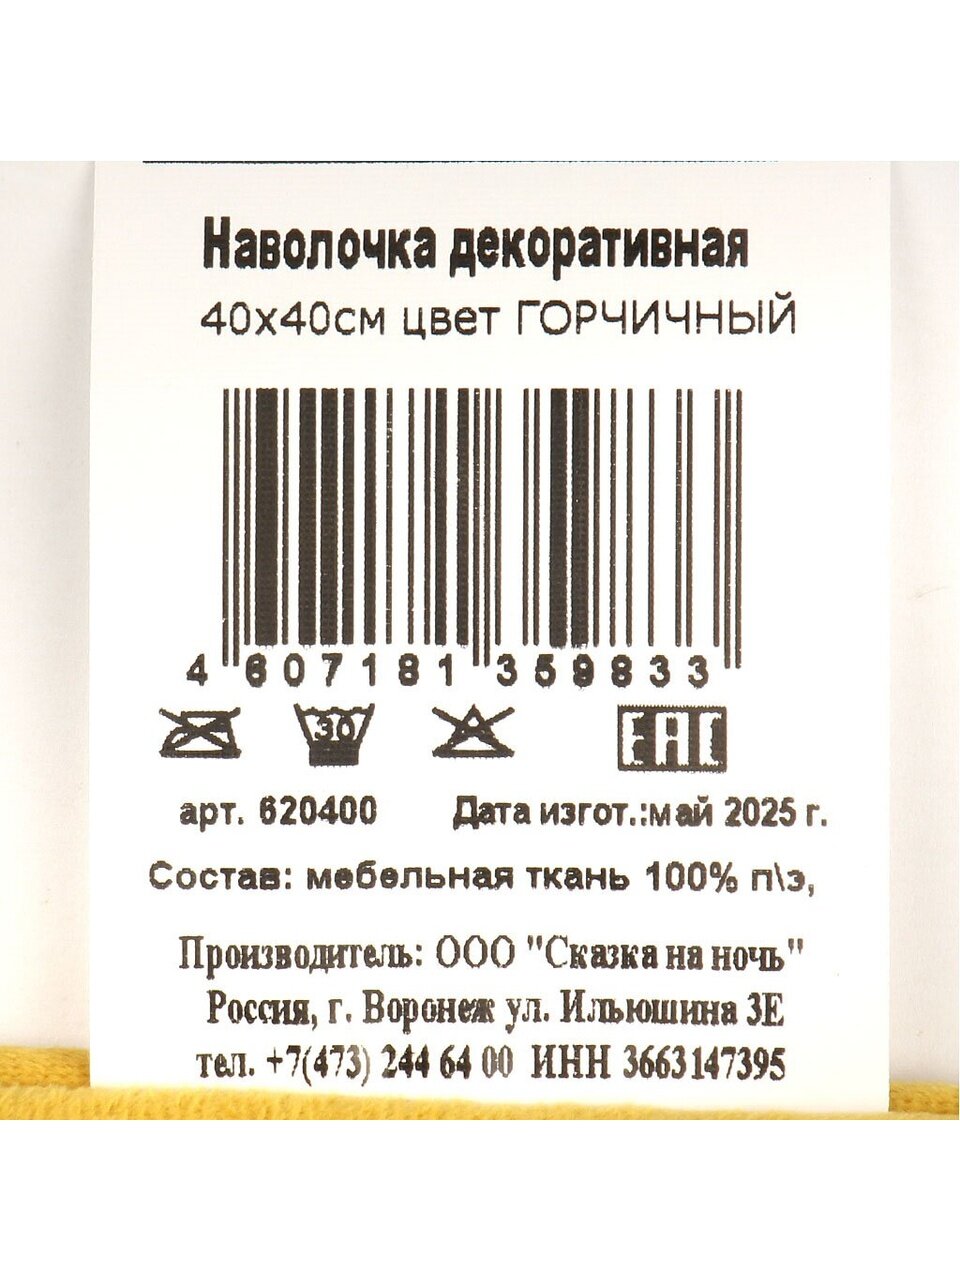 Наволочка декоративная
40х40см цвет ГОРЧИЧНЫЙ
4 607181 359833
30 EAC
арт. 620400 Дата изгот.:май 2025 г.
Состав: мебельная ткань 100% п\э,
Производитель: ООО "Сказка на ночь"
Россия, г. Воронеж ул. Ильюшина 3Е
тел. +7(473) 244 64 00 ИНН 3663147395